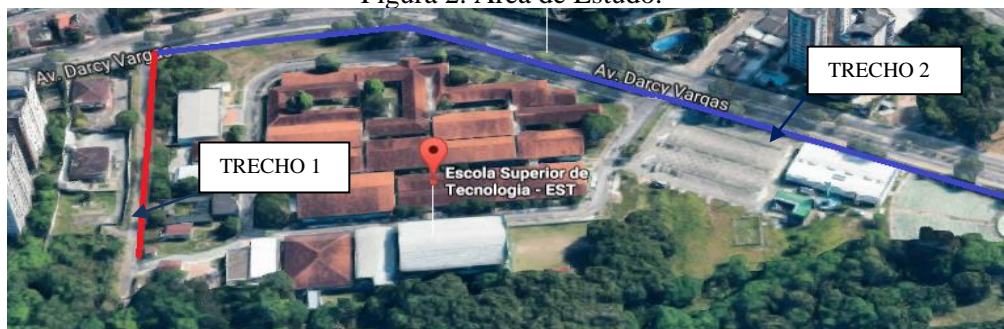 Figura 2: Área de Estudo.
Av. Darcy Vargas
Av. Darcy Vargas
TRECHO 2
TRECHO 1
Escola Superior de
Tecnologia - EST